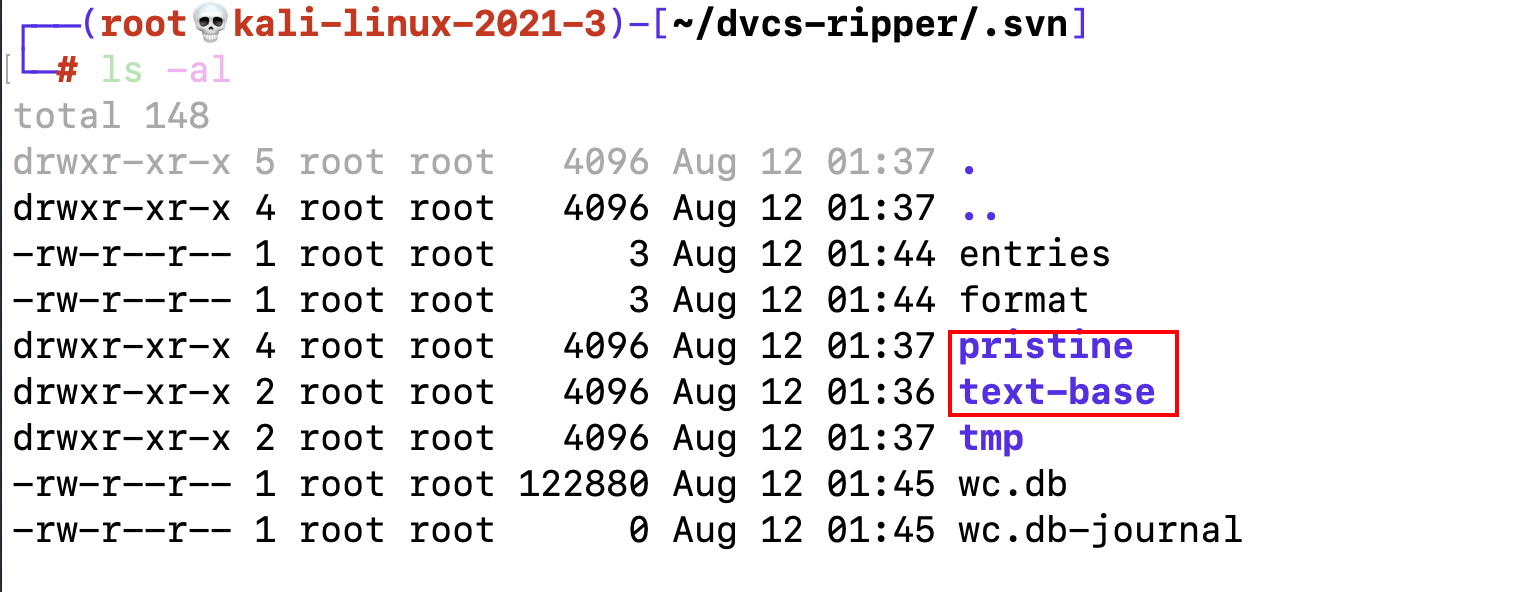 ┌──(root💀kali-linux-2021-3)-[~/dvcs-ripper/.svn]
└─# ls -al
total 148
drwxr-xr-x 5 root root   4096 Aug 12 01:37 .
drwxr-xr-x 4 root root   4096 Aug 12 01:37 ..
-rw-r--r-- 1 root root      3 Aug 12 01:44 entries
-rw-r--r-- 1 root root      3 Aug 12 01:44 format
drwxr-xr-x 4 root root   4096 Aug 12 01:37 pristine
drwxr-xr-x 2 root root   4096 Aug 12 01:36 text-base
drwxr-xr-x 2 root root   4096 Aug 12 01:37 tmp
-rw-r--r-- 1 root root 122880 Aug 12 01:45 wc.db
-rw-r--r-- 1 root root      0 Aug 12 01:45 wc.db-journal